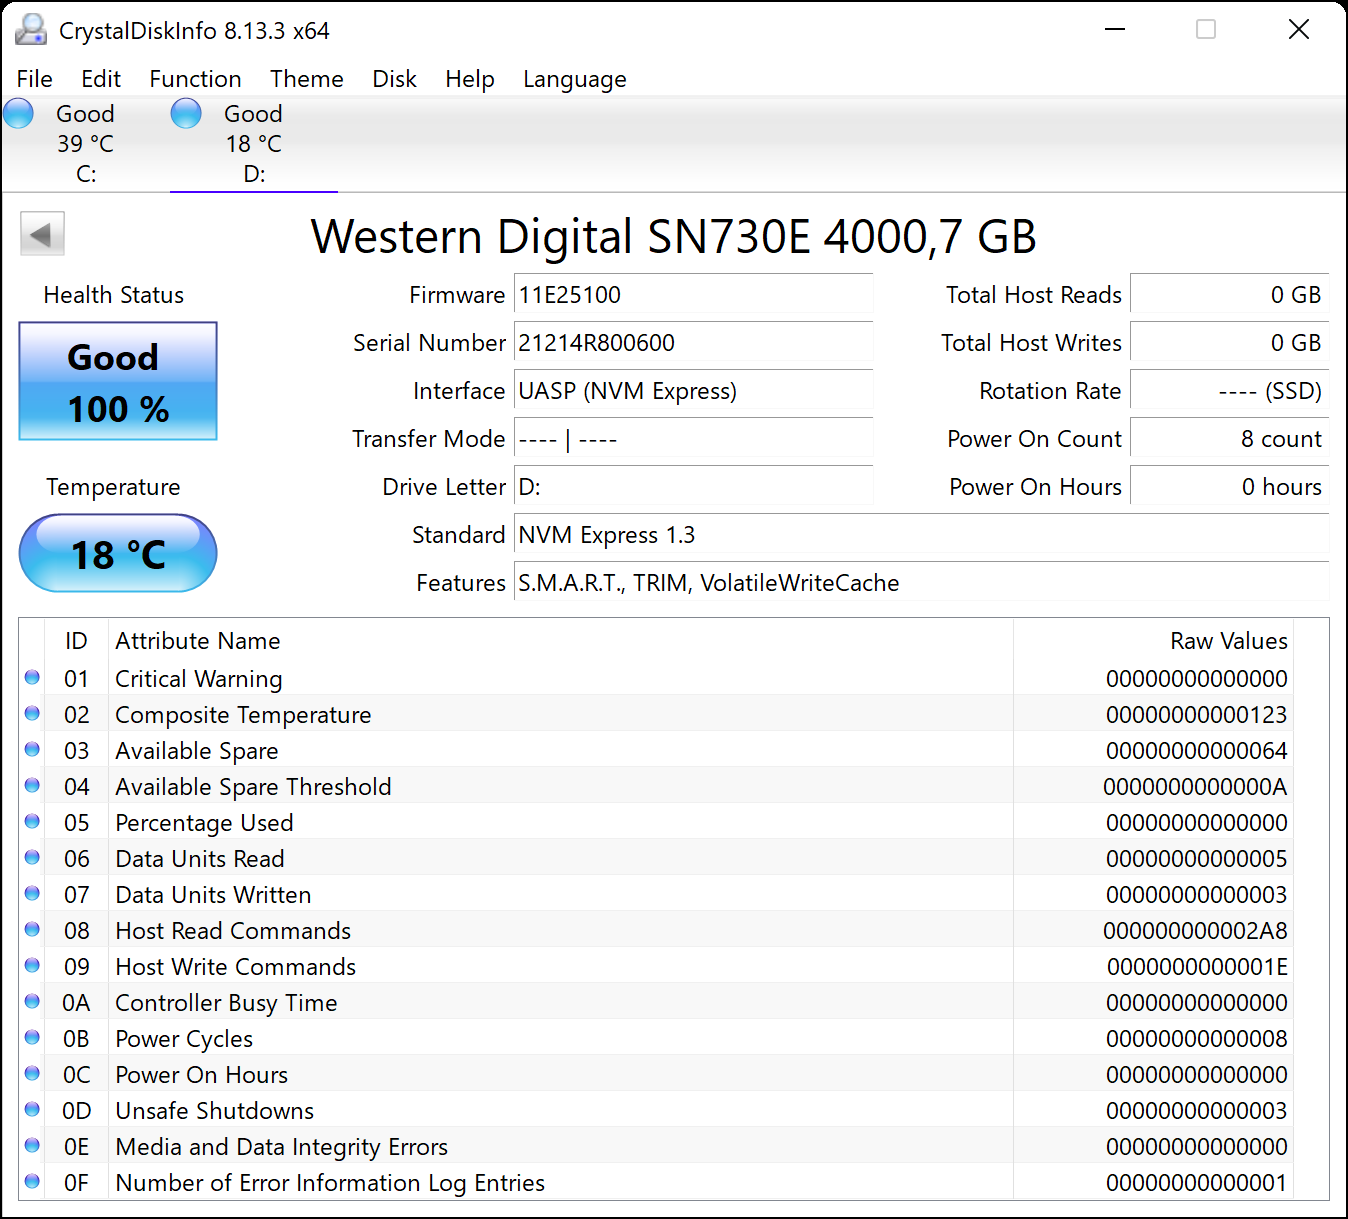 CrystalDiskInfo 8.13.3 x64
File Edit Function Theme Disk Help Language
Good Good
39 °C 18 °C
C: D:
Western Digital SN730E 4000,7 GB
Health Status
Good
100 %
Temperature
18 °C
Firmware 11E25100 Total Host Reads 0 GB
Serial Number 21214R800600 Total Host Writes 0 GB
Interface UASP (NVM Express) Rotation Rate ---- (SSD)
Transfer Mode ---- | ---- Power On Count 8 count
Drive Letter D: Power On Hours 0 hours
Standard NVM Express 1.3
Features S.M.A.R.T., TRIM, VolatileWriteCache
ID Attribute Name Raw Values
01 Critical Warning 00000000000000
02 Composite Temperature 00000000000123
03 Available Spare 00000000000064
04 Available Spare Threshold 0000000000000A
05 Percentage Used 00000000000000
06 Data Units Read 00000000000005
07 Data Units Written 00000000000003
08 Host Read Commands 000000000002A8
09 Host Write Commands 0000000000001E
0A Controller Busy Time 00000000000000
0B Power Cycles 00000000000008
0C Power On Hours 00000000000000
0D Unsafe Shutdowns 00000000000003
0E Media and Data Integrity Errors 00000000000000
0F Number of Error Information Log Entries 00000000000001